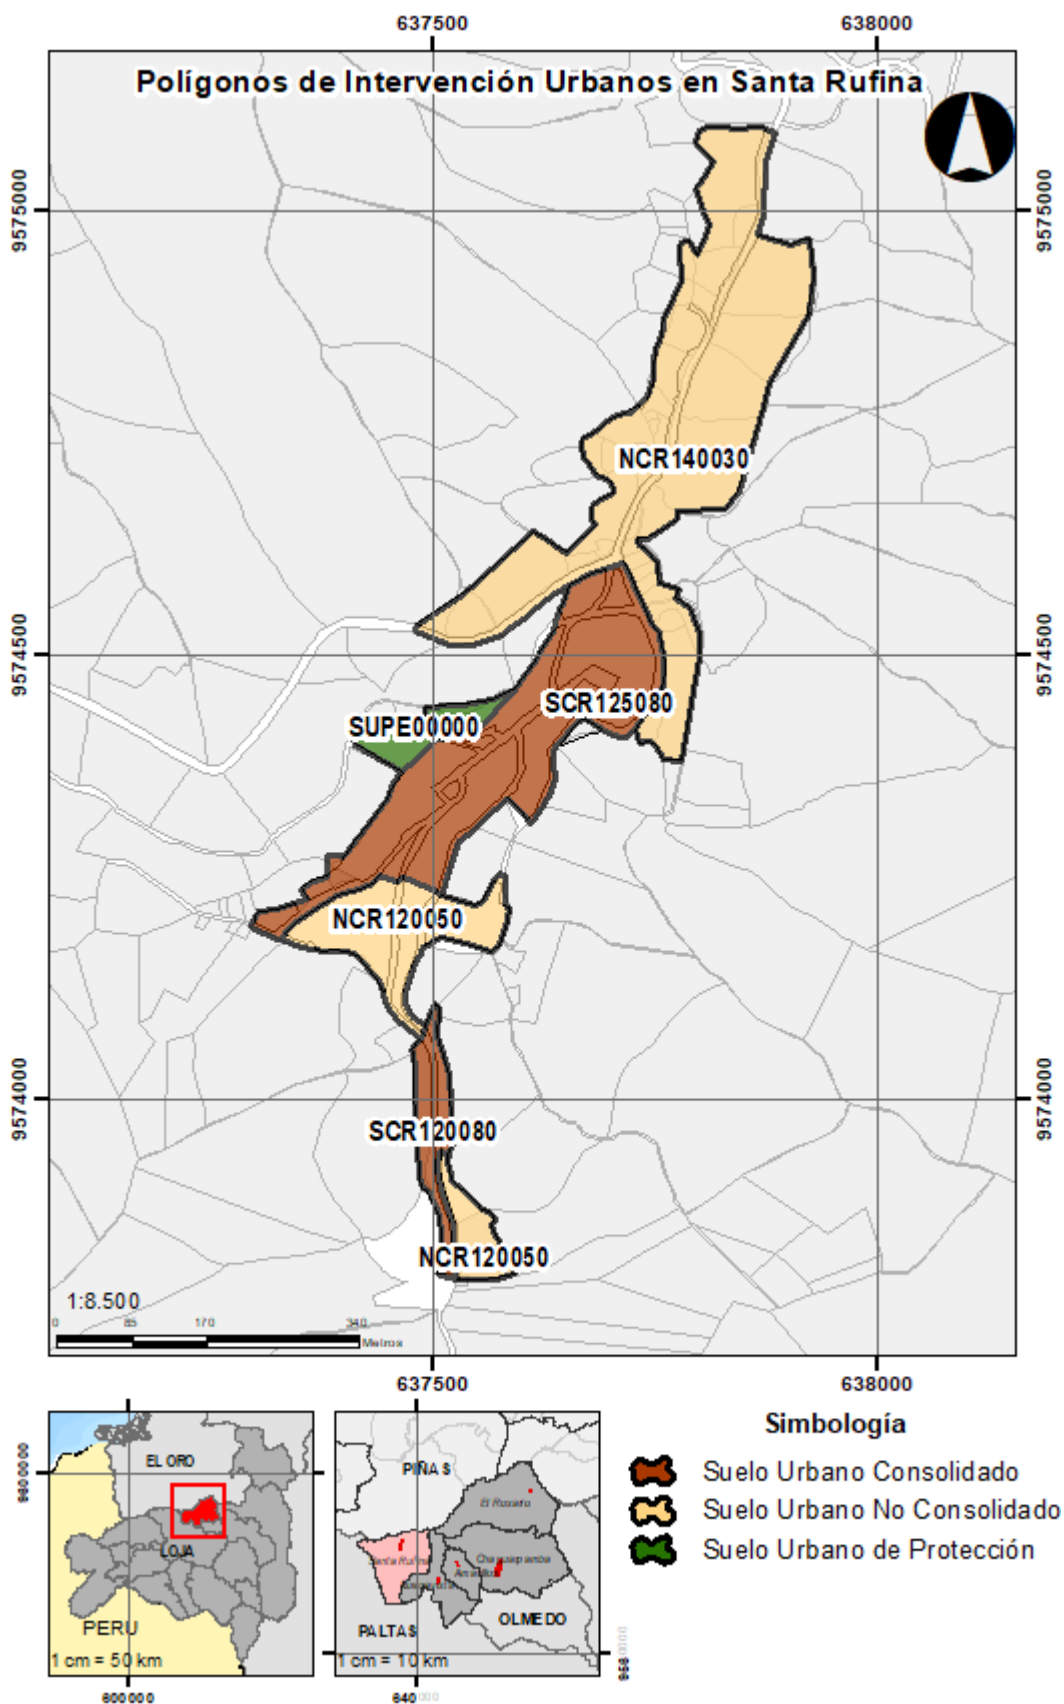 637500 638000
Polígonos de Intervención Urbanos en Santa Rufina
9575000 9575000
NCR140030
9574500 9574500
SCR125080
SUPE00000
NCR120050
9574000 9574000
SCR120080
NCR120050
1:8.500
0 85 170 340
Metros
637500 638000
EL ORO
LOJA
PERU
1 cm = 50 km
600000
PIÑAS
El Rosario
Santa Rufina
Chaguarpamba
PALTAS
OLMEDO
1 cm = 10 km
640000
Simbología
Suelo Urbano Consolidado
Suelo Urbano No Consolidado
Suelo Urbano de Protección